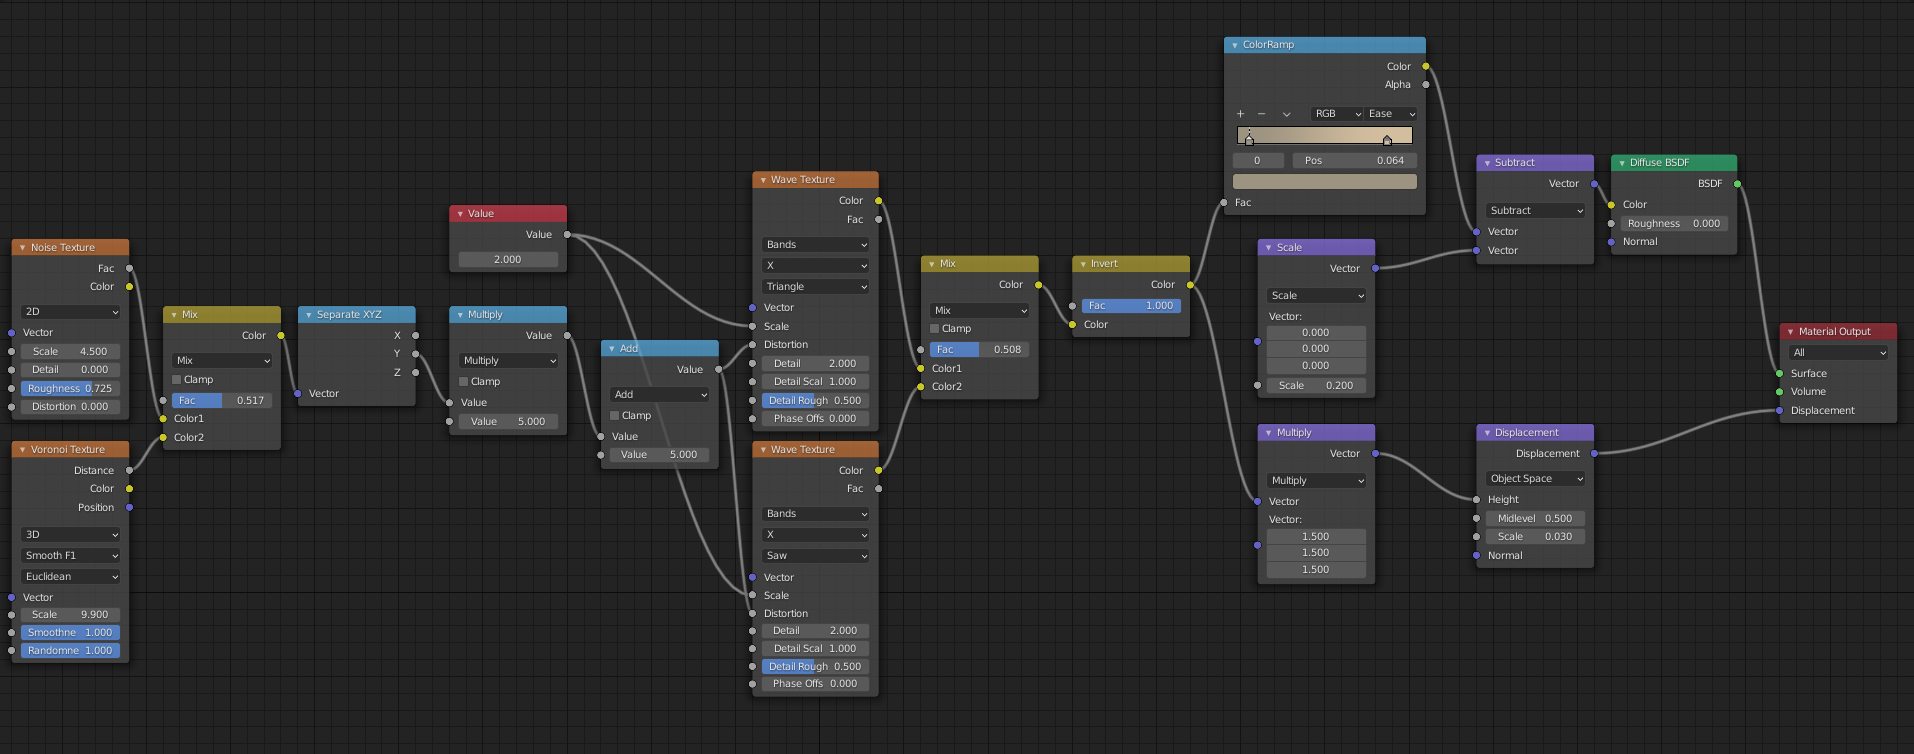 Noise Texture
Fac
Color
2D
Vector
Scale 4.500
Detail 0.000
Roughness 0.725
Distortion 0.000
Voronoi Texture
Distance
Color
Position
3D
Smooth F1
Euclidean
Vector
Scale 9.900
Smoothne 1.000
Randomne 1.000
Mix
Color
Mix
Clamp
Fac 0.517
Color1
Color2
Separate XYZ
X
Y
Z
Vector
Value
Value
2.000
Multiply
Value
Multiply
Clamp
Value
Value 5.000
Add
Value
Add
Clamp
Value
Value 5.000
Wave Texture
Color
Fac
Bands
X
Triangle
Vector
Scale
Distortion
Detail 2.000
Detail Scal 1.000
Detail Rough 0.500
Phase Offs 0.000
Wave Texture
Color
Fac
Bands
X
Saw
Vector
Scale
Distortion
Detail 2.000
Detail Scal 1.000
Detail Rough 0.500
Phase Offs 0.000
Mix
Color
Mix
Clamp
Fac 0.508
Color1
Color2
Invert
Color
Fac 1.000
Color
ColorRamp
Color
Alpha
+ − RGB Ease
0 Pos 0.064
Fac
Scale
Vector
Scale
Vector:
0.000
0.000
0.000
Scale 0.200
Multiply
Vector
Multiply
Vector
Vector:
1.500
1.500
1.500
Subtract
Vector
Subtract
Vector
Vector
Diffuse BSDF
BSDF
Color
Roughness 0.000
Normal
Displacement
Displacement
Object Space
Height
Midlevel 0.500
Scale 0.030
Normal
Material Output
All
Surface
Volume
Displacement